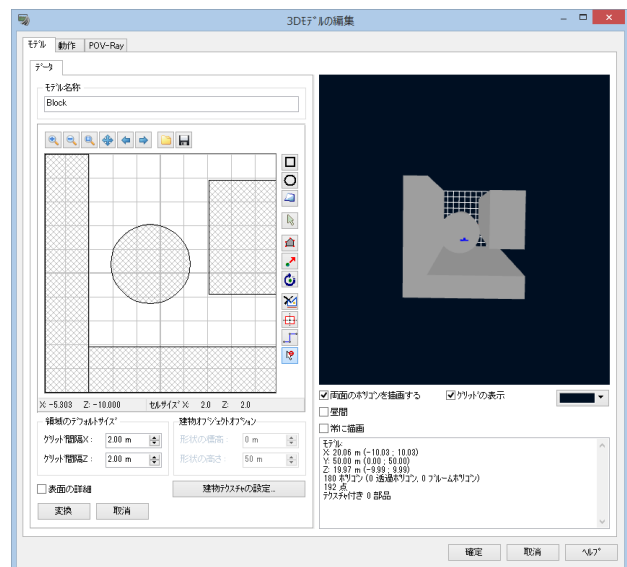 3Dﾓﾃﾞﾙの編集
ﾓﾃﾞﾙ 動作 POV-Ray
ﾃﾞｰﾀ
ﾓﾃﾞﾙ名称
Block
X: -5.303 Z: -10.000 ｾﾙｻｲｽﾞ X: 2.0 Z: 2.0
領域のﾃﾞﾌｫﾙﾄｻｲｽﾞ
ｸﾞﾘｯﾄﾞ間隔X： 2.00 m
ｸﾞﾘｯﾄﾞ間隔Z： 2.00 m
建物ｵﾌﾞｼﾞｪｸﾄｵﾌﾟｼｮﾝ
形状の標高： 0 m
形状の高さ： 50 m
表面の詳細
建物ﾃｸｽﾁｬの設定...
変換 取消
両面のﾎﾟﾘｺﾞﾝを描画する ｸﾞﾘｯﾄﾞの表示
昼間
常に描画
ﾓﾃﾞﾙ:
X: 20.06 m (-10.03 ; 10.03)
Y: 50.00 m (0.00 ; 50.00)
Z: 19.97 m (-9.99 ; 9.99)
180 ﾎﾟﾘｺﾞﾝ (0 透過ﾎﾟﾘｺﾞﾝ, 0 ﾌﾟﾙｰﾑﾎﾟﾘｺﾞﾝ)
192 点
ﾃｸｽﾁｬ付き 0 部品
確定 取消 ﾍﾙﾌﾟ